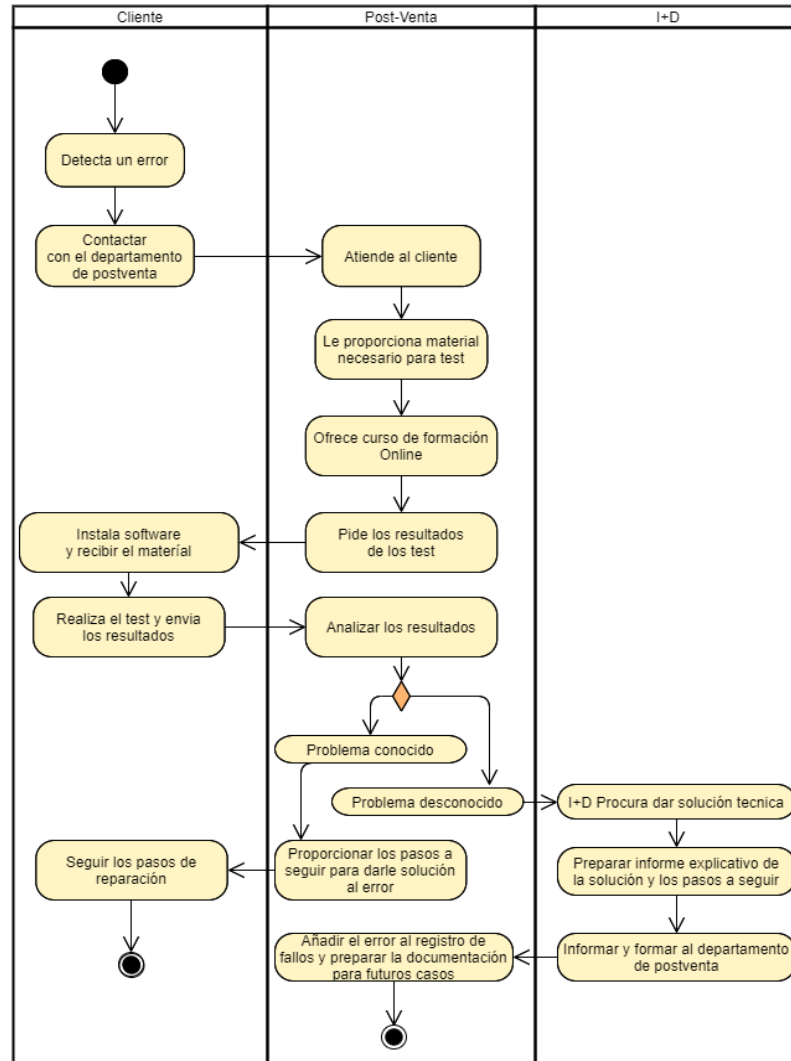 Cliente
Post-Venta
I+D
Detecta un error
Contactar
con el departamento
de postventa
Atiende al cliente
Le proporciona material
necesario para test
Ofrece curso de formación
Online
Pide los resultados
de los test
Instala software
y recibir el materíal
Realiza el test y envia
los resultados
Analizar los resultados
Problema conocido
Problema desconocido
I+D Procura dar solución tecnica
Seguir los pasos de
reparación
Proporcionar los pasos a
seguir para darle solución
al error
Preparar informe explicativo de
la solución y los pasos a seguir
Añadir el error al registro de
fallos y preparar la documentación
para futuros casos
Informar y formar al departamento
de postventa